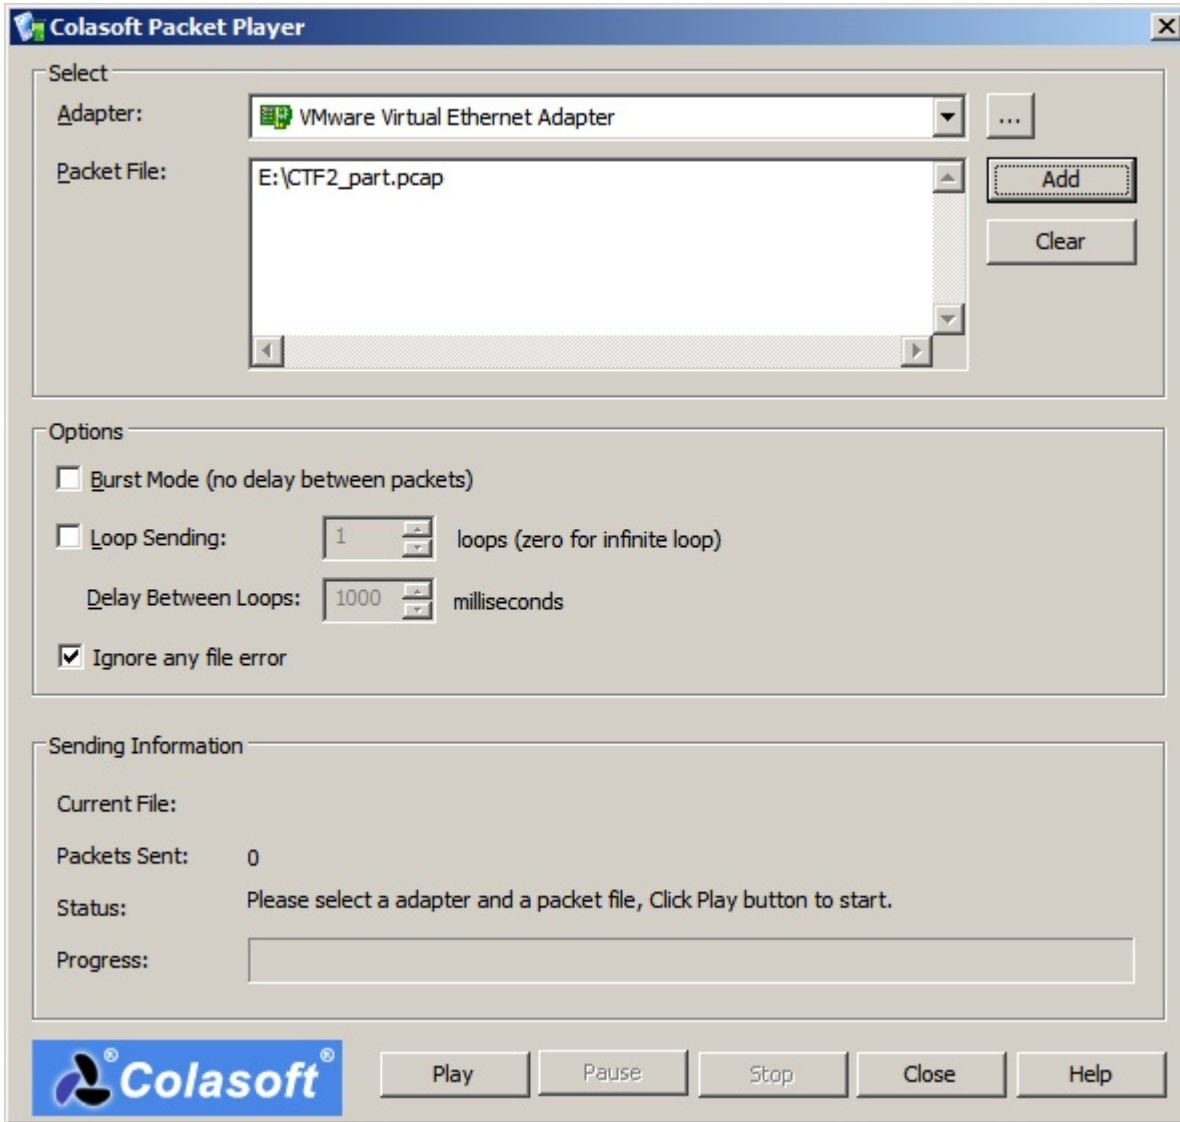 Colasoft Packet Player
Select
Adapter: VMware Virtual Ethernet Adapter ...
Packet File: E:\CTF2_part.pcap Add
Clear
Options
Burst Mode (no delay between packets)
Loop Sending: 1 loops (zero for infinite loop)
Delay Between Loops: 1000 milliseconds
Ignore any file error
Sending Information
Current File:
Packets Sent: 0
Status: Please select a adapter and a packet file, Click Play button to start.
Progress:
®Colasoft® Play Pause Stop Close Help